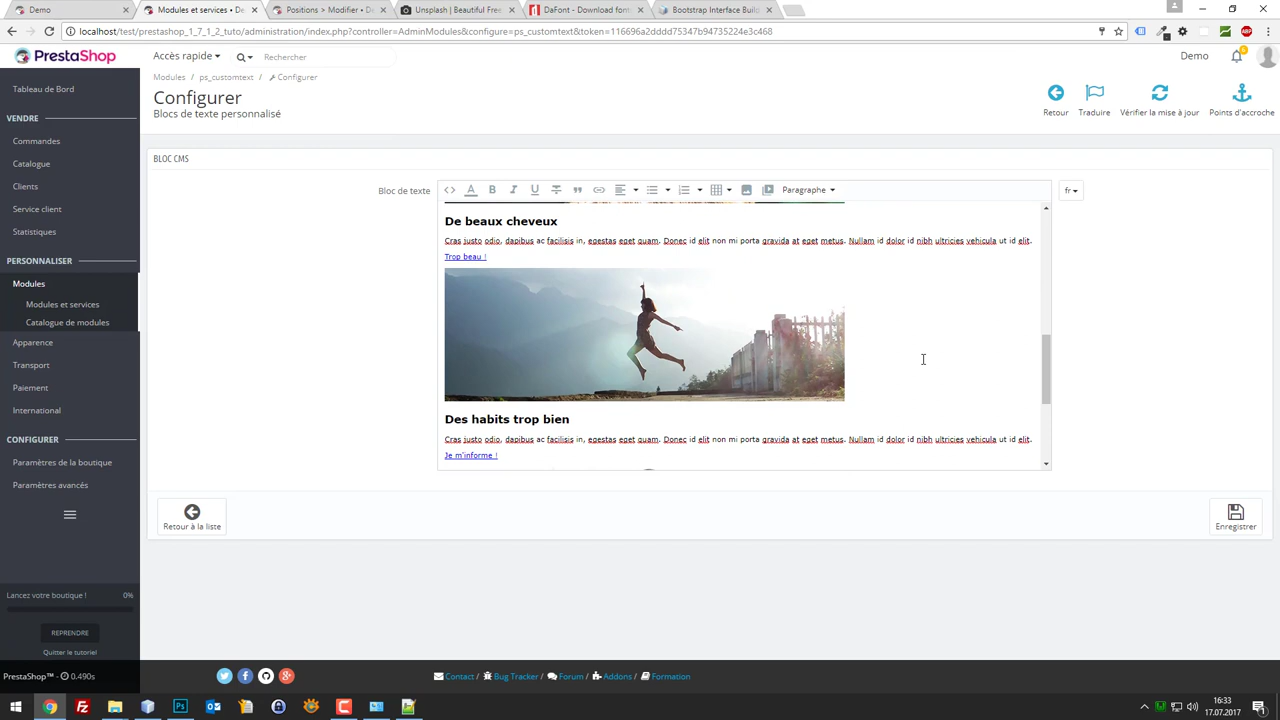 Demo
Modules et services • De
Positions > Modifier • De
Unsplash | Beautiful Free
DaFont - Download font
Bootstrap Interface Build
localhost/test/prestashop_1_7_1_2_tuto/administration/index.php?controller=AdminModules&configure=ps_customtext&token=116696a2dddd75347b94735224e3c468
PrestaShop
Accès rapide
Rechercher
Demo
6
Modules / ps_customtext / Configurer
Configurer
Blocs de texte personnalisé
Retour
Traduire
Vérifier la mise à jour
Points d'accroche
Tableau de Bord
VENDRE
Commandes
Catalogue
Clients
Service client
Statistiques
PERSONNALISER
Modules
Modules et services
Catalogue de modules
Apparence
Transport
Paiement
International
CONFIGURER
Paramètres de la boutique
Paramètres avancés
Lancez votre boutique ! 0%
REPRENDRE
Quitter le tutoriel
BLOC CMS
Bloc de texte
Paragraphe
fr
De beaux cheveux
Cras justo odio, dapibus ac facilisis in, egestas eget quam. Donec id elit non mi porta gravida at eget metus. Nullam id dolor id nibh ultricies vehicula ut id elit.
Trop beau !
Des habits trop bien
Cras justo odio, dapibus ac facilisis in, egestas eget quam. Donec id elit non mi porta gravida at eget metus. Nullam id dolor id nibh ultricies vehicula ut id elit.
Je m'informe !
Retour à la liste
Enregistrer
PrestaShop™ 0.490s
Contact / Bug Tracker / Forum / Addons / Formation
16:33
17.07.2017